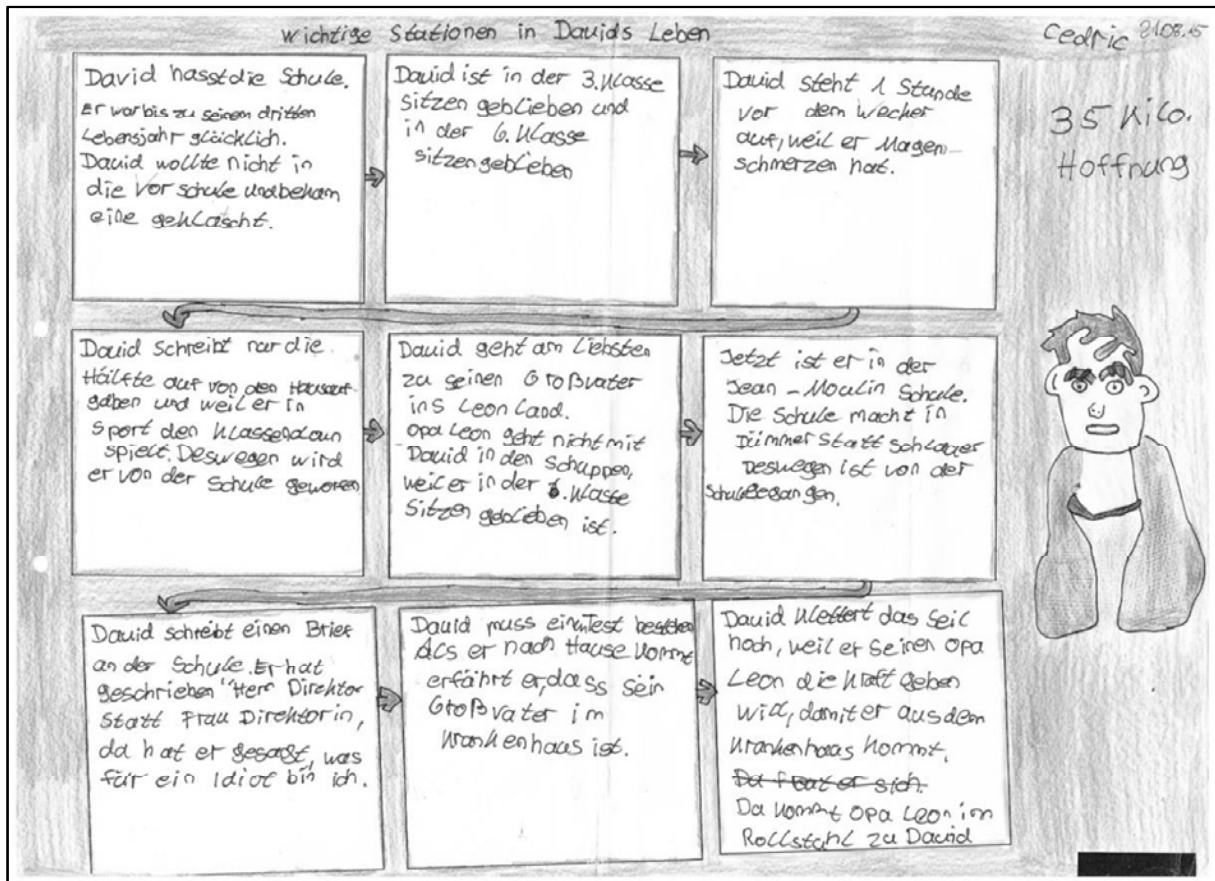 Wichtige Stationen in Davids Leben
Cedric 21.08.15
35 Kilo.
Hoffnung
David hasst die Schule.
Er war bis zu seinem dritten
Lebensjahr glücklich.
David wollte nicht in
die Vorschule und bekam
eine geklascht.
David ist in der 3. Klasse
sitzen geblieben und
in der 6. Klasse
sitzen geblieben
David steht 1 Stunde
vor dem Wecker
auf, weil er Magen-
schmerzen hat.
David schreibt nur die
Hälfte auf von den Hausauf-
gaben und weil er in
Sport den Klassenclown
spielt. Deswegen wird
er von der Schule geworfen
David geht am Liebsten
zu seinen Großvater
ins Leon Land.
Opa Leon geht nicht mit
David in den Schuppen,
weil er in der 6. Klasse
Sitzen geblieben ist.
Jetzt ist er in der
Jean-Moulin Schule.
Die Schule macht in
Dümmer statt Schlauer
Deswegen ist von der
Schule gegangen.
David schreibt einen Brief
an der Schule. Er hat
geschrieben "Herr Direktor
statt Frau Direktorin,
da hat er gesagt, was
für ein Idiot bin ich.
David muss einen Test bestehen
Als er nach Hause kommt
erfährt er, dass sein
Großvater im
Krankenhaus ist.
David klettert das Seil
hoch, weil er seinen Opa
Leon die Kraft geben
will, damit er aus dem
Krankenhaus kommt.
Da freut er sich.
Da kommt Opa Leon im
Rollstuhl zu David